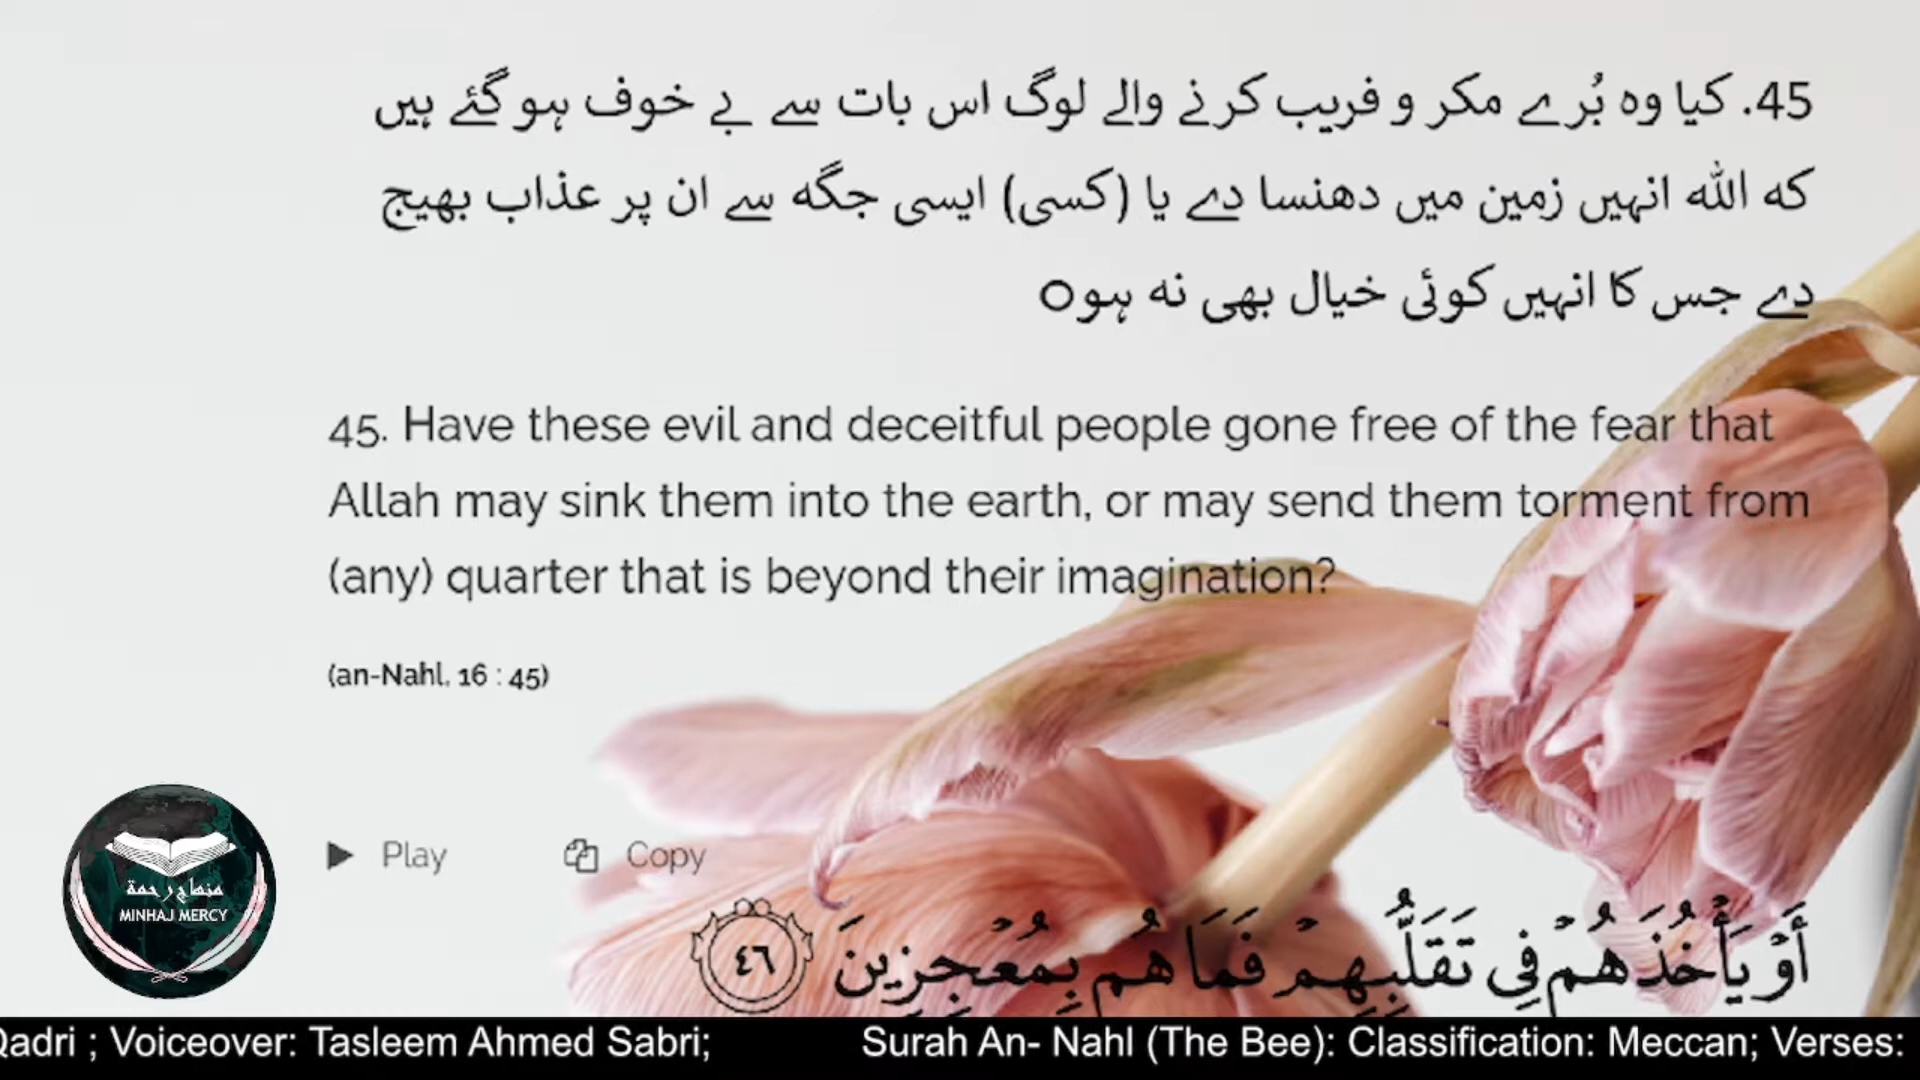 45. کیا وہ بُرے مکر و فریب کرنے والے لوگ اس بات سے بے خوف ہو گئے ہیں
کہ اللہ انہیں زمین میں دھنسا دے یا (کسی) ایسی جگہ سے ان پر عذاب بھیج
دے جس کا انہیں کوئی خیال بھی نہ ہوo
45. Have these evil and deceitful people gone free of the fear that
Allah may sink them into the earth, or may send them torment from
(any) quarter that is beyond their imagination?
(an-Nahl, 16 : 45)
Play Copy
أَوْ يَأْخُذَهُمْ فِي تَقَلُّبِهِمْ فَمَا هُم بِمُعْجِزِينَ ٤٦
منهاج رحمة
MINHAJ MERCY
Qadri ; Voiceover: Tasleem Ahmed Sabri; Surah An- Nahl (The Bee): Classification: Meccan; Verses: